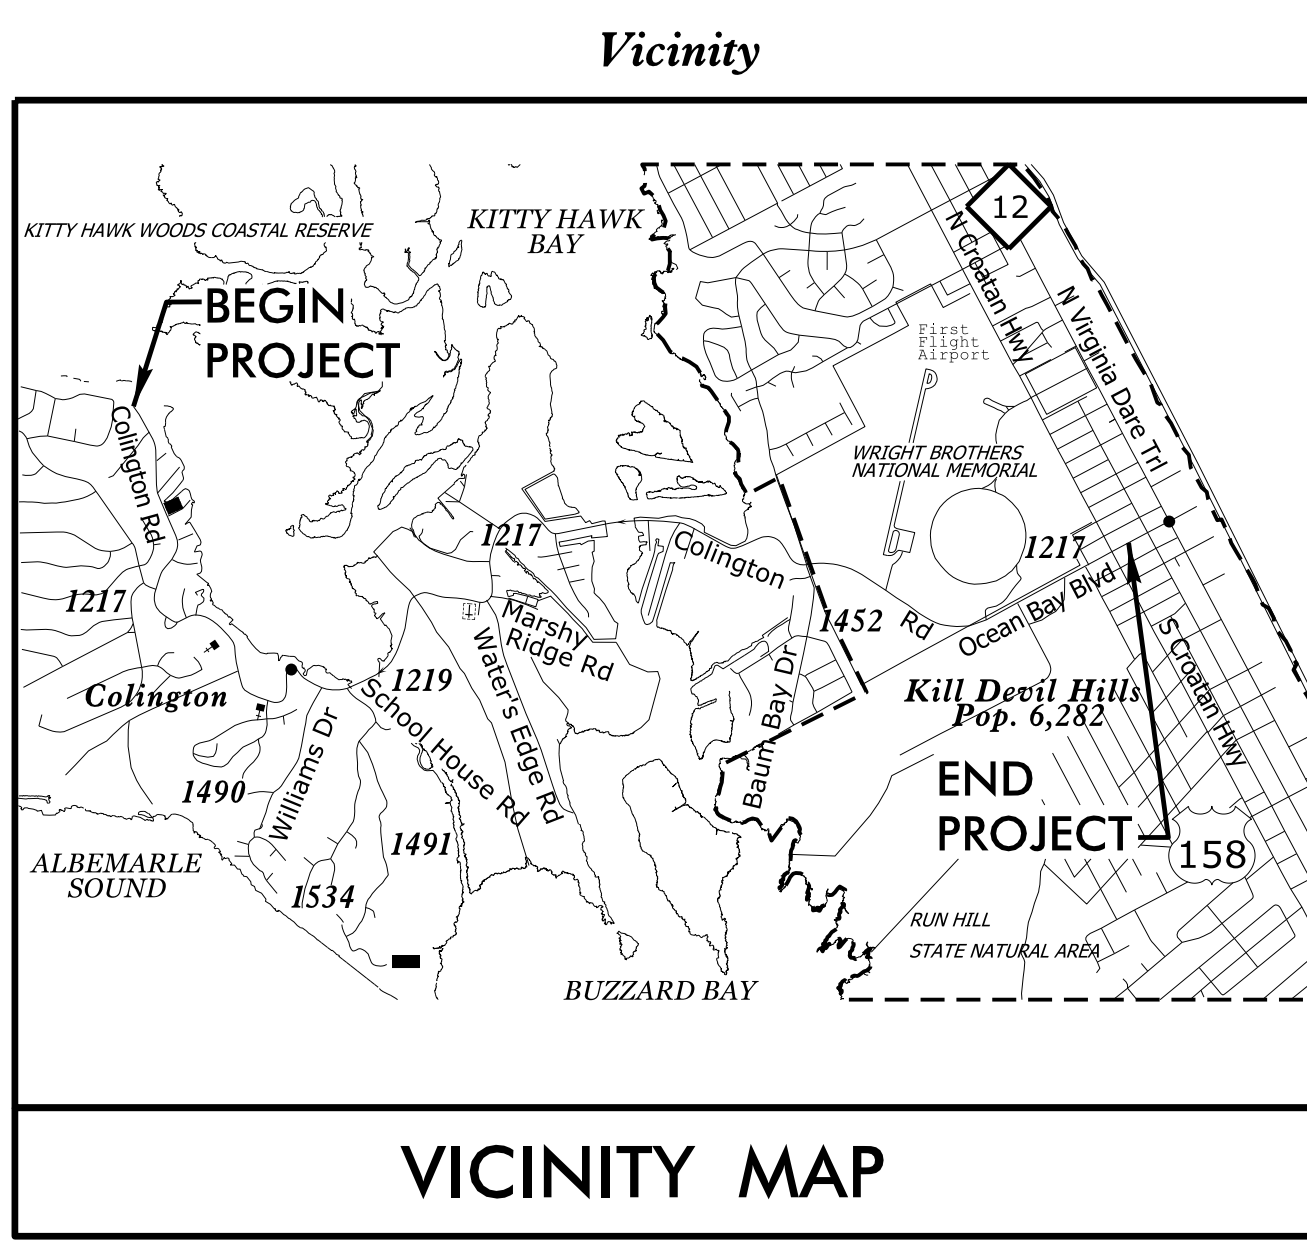 Vicinity
KITTY HAWK WOODS COASTAL RESERVE
KITTY HAWK
BAY
12
N Croatan Hwy
N Virginia Dare Trl
BEGIN
PROJECT
First
Flight
Airport
Colington Rd
WRIGHT BROTHERS
NATIONAL MEMORIAL
1217
Colington
1217
1217
Marshy
Ridge Rd
Water's Edge Rd
1452
Rd
Ocean Bay Blvd
S Croatan Hwy
Colington
1219
School House Rd
Williams Dr
Baum Bay Dr
Kill Devil Hills
Pop. 6,282
1490
END
PROJECT
158
ALBEMARLE
SOUND
1491
1534
RUN HILL
STATE NATURAL AREA
BUZZARD BAY
VICINITY MAP